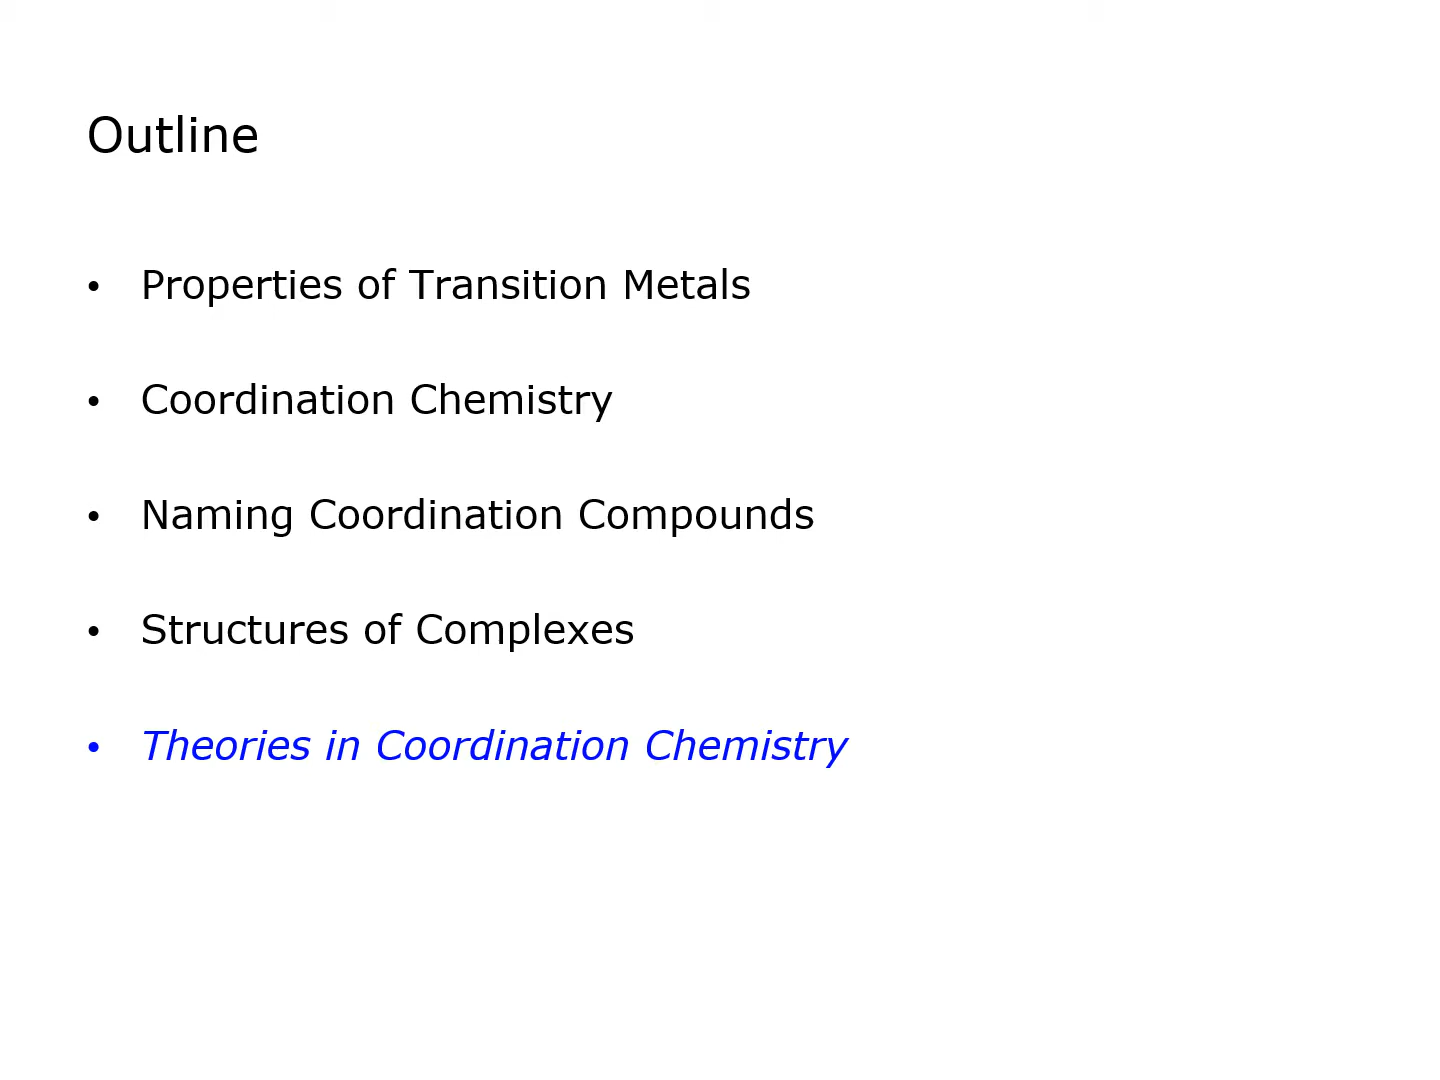 Outline
• Properties of Transition Metals
• Coordination Chemistry
• Naming Coordination Compounds
• Structures of Complexes
• Theories in Coordination Chemistry